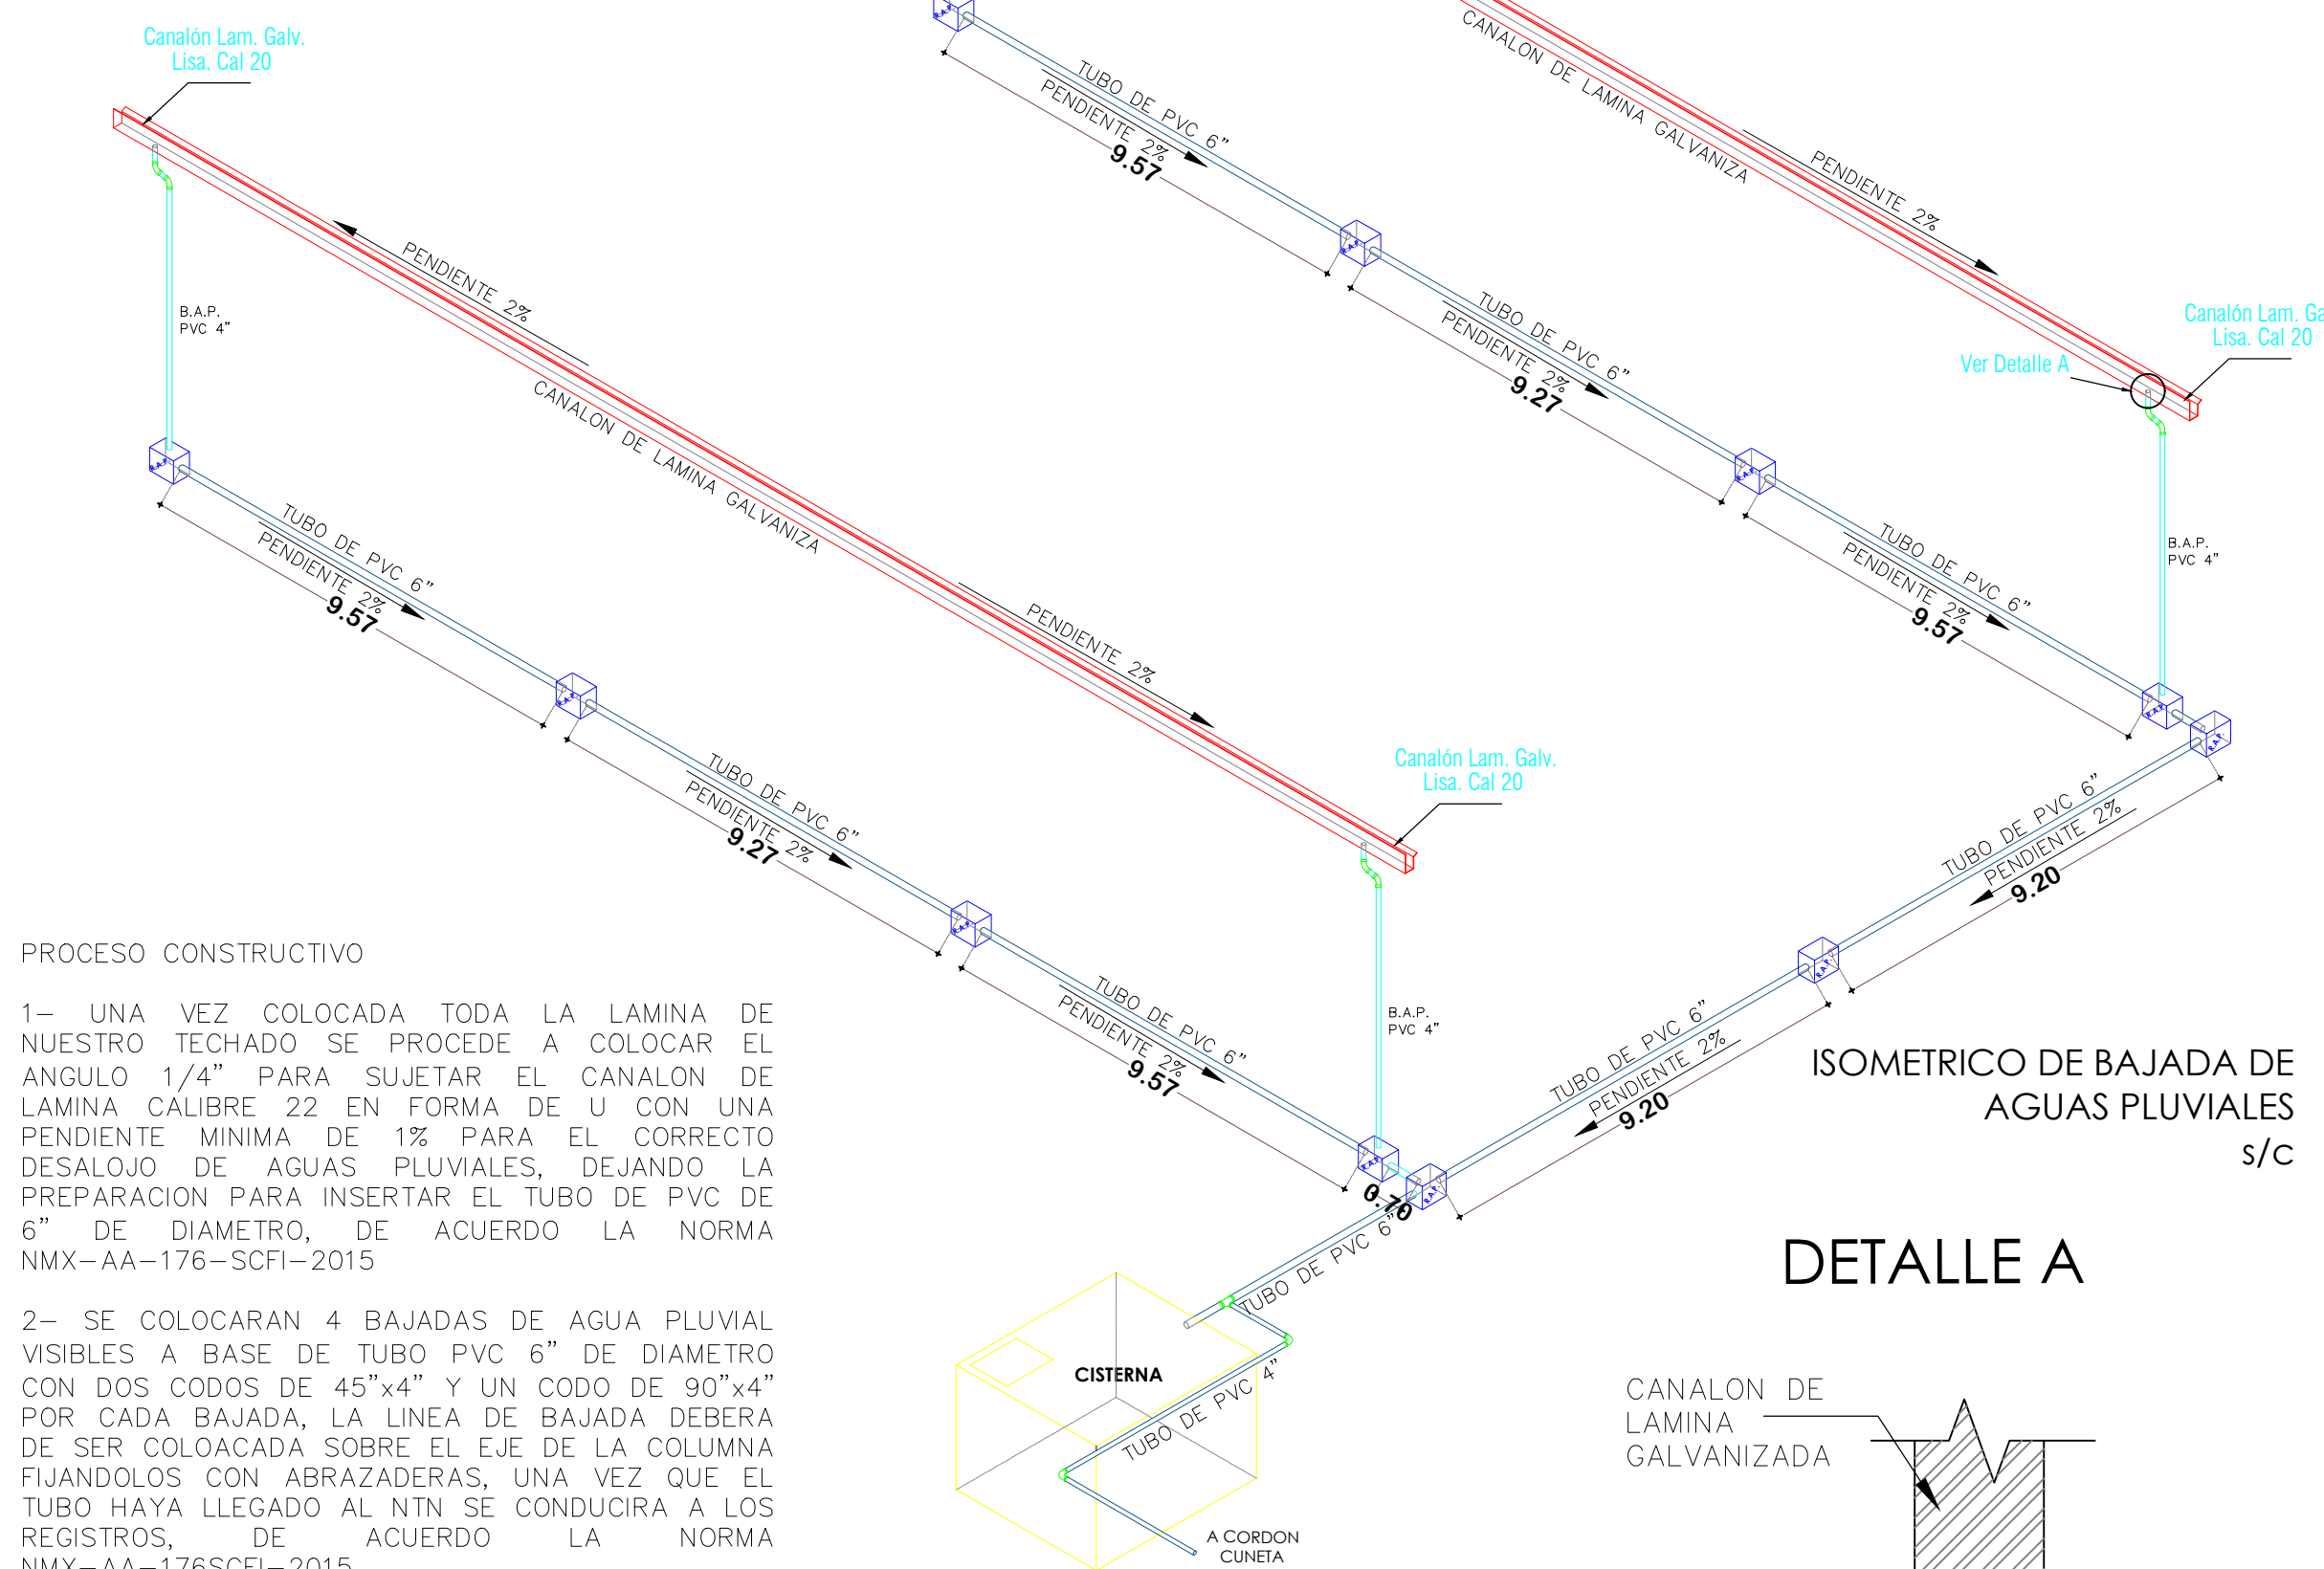 Canalón Lam. Galv.
Lisa. Cal 20
PENDIENTE 2%
CANALON DE LAMINA GALVANIZA
PENDIENTE 2%
B.A.P.
PVC 4”
R.A.P.
TUBO DE PVC 6”
PENDIENTE 2%
9.57
R.A.P.
TUBO DE PVC 6”
PENDIENTE 2%
9.27
R.A.P.
TUBO DE PVC 6”
PENDIENTE 2%
9.57
Canalón Lam. Galv.
Lisa. Cal 20
B.A.P.
PVC 4”
R.A.P.
0.70
R.A.P.
R.A.P.
TUBO DE PVC 6”
PENDIENTE 2%
9.57
R.A.P.
TUBO DE PVC 6”
PENDIENTE 2%
9.27
R.A.P.
TUBO DE PVC 6”
PENDIENTE 2%
9.57
CANALON DE LAMINA GALVANIZA
PENDIENTE 2%
Ver Detalle A
Canalón Lam. Ga
Lisa. Cal 20
B.A.P.
PVC 4”
R.A.P.
R.A.P.
TUBO DE PVC 6”
PENDIENTE 2%
9.20
R.A.P.
TUBO DE PVC 6”
PENDIENTE 2%
9.20
TUBO DE PVC 6”
CISTERNA
TUBO DE PVC 4”
A CORDON
CUNETA
PROCESO CONSTRUCTIVO
1– UNA VEZ COLOCADA TODA LA LAMINA DE
NUESTRO TECHADO SE PROCEDE A COLOCAR EL
ANGULO 1/4” PARA SUJETAR EL CANALON DE
LAMINA CALIBRE 22 EN FORMA DE U CON UNA
PENDIENTE MINIMA DE 1% PARA EL CORRECTO
DESALOJO DE AGUAS PLUVIALES, DEJANDO LA
PREPARACION PARA INSERTAR EL TUBO DE PVC DE
6” DE DIAMETRO, DE ACUERDO LA NORMA
NMX–AA–176–SCFI–2015
2– SE COLOCARAN 4 BAJADAS DE AGUA PLUVIAL
VISIBLES A BASE DE TUBO PVC 6” DE DIAMETRO
CON DOS CODOS DE 45”x4” Y UN CODO DE 90”x4”
POR CADA BAJADA, LA LINEA DE BAJADA DEBERA
DE SER COLOACADA SOBRE EL EJE DE LA COLUMNA
FIJANDOLOS CON ABRAZADERAS, UNA VEZ QUE EL
TUBO HAYA LLEGADO AL NTN SE CONDUCIRA A LOS
REGISTROS, DE ACUERDO LA NORMA
NMX–AA–176SCFI–2015
ISOMETRICO DE BAJADA DE
AGUAS PLUVIALES
s/c
DETALLE A
CANALON DE
LAMINA
GALVANIZADA